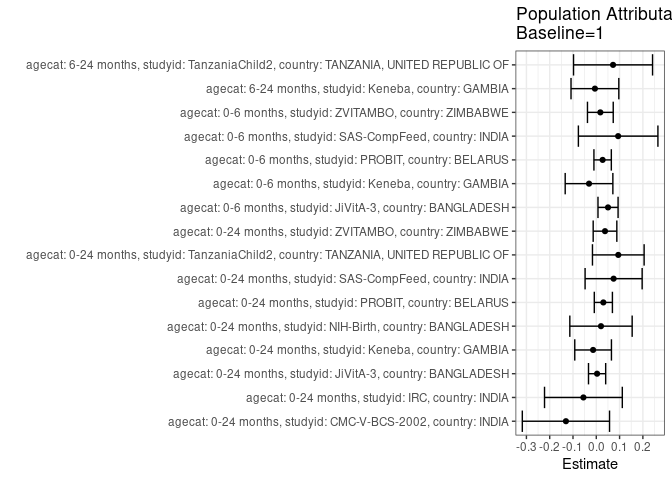 Population Attributa
Baseline=1
agecat: 6-24 months, studyid: TanzaniaChild2, country: TANZANIA, UNITED REPUBLIC OF
agecat: 6-24 months, studyid: Keneba, country: GAMBIA
agecat: 0-6 months, studyid: ZVITAMBO, country: ZIMBABWE
agecat: 0-6 months, studyid: SAS-CompFeed, country: INDIA
agecat: 0-6 months, studyid: PROBIT, country: BELARUS
agecat: 0-6 months, studyid: Keneba, country: GAMBIA
agecat: 0-6 months, studyid: JiVitA-3, country: BANGLADESH
agecat: 0-24 months, studyid: ZVITAMBO, country: ZIMBABWE
agecat: 0-24 months, studyid: TanzaniaChild2, country: TANZANIA, UNITED REPUBLIC OF
agecat: 0-24 months, studyid: SAS-CompFeed, country: INDIA
agecat: 0-24 months, studyid: PROBIT, country: BELARUS
agecat: 0-24 months, studyid: NIH-Birth, country: BANGLADESH
agecat: 0-24 months, studyid: Keneba, country: GAMBIA
agecat: 0-24 months, studyid: JiVitA-3, country: BANGLADESH
agecat: 0-24 months, studyid: IRC, country: INDIA
agecat: 0-24 months, studyid: CMC-V-BCS-2002, country: INDIA
-0.3 -0.2 -0.1 0.0 0.1 0.2
Estimate